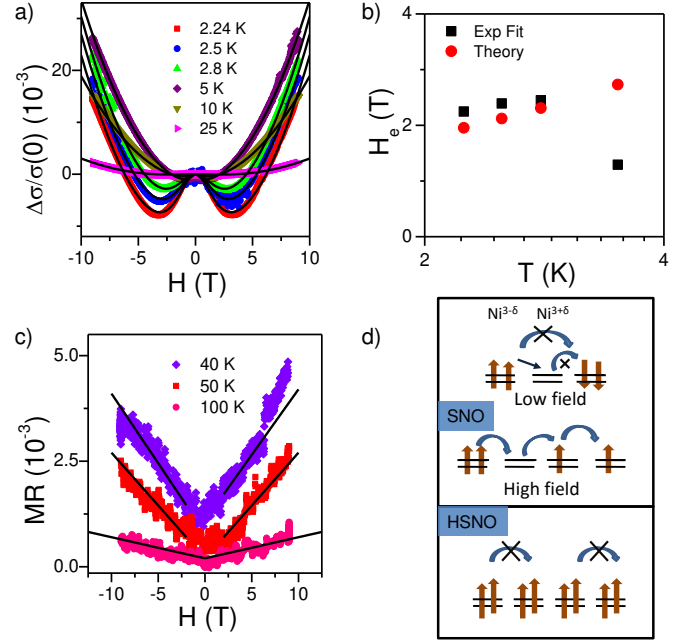 a)
2.24 K
2.5 K
2.8 K
5 K
10 K
25 K
Δσ/σ(0) (10⁻³)
20
0
-10
-5
0
5
10
H (T)
b)
Exp Fit
Theory
H_e (T)
4
2
0
2
4
T (K)
c)
40 K
50 K
100 K
MR (10⁻³)
5.0
2.5
0.0
-10
-5
0
5
10
H (T)
d)
Ni³⁻ᵟ Ni³⁺ᵟ
Low field
SNO
High field
HSNO